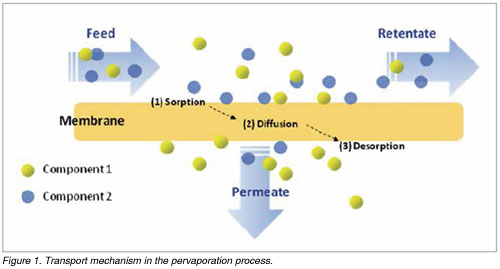 Feed
Retentate
(1) Sorption
Membrane
(2) Diffusion
(3) Desorption
Component 1
Component 2
Permeate
Figure 1. Transport mechanism in the pervaporation process.